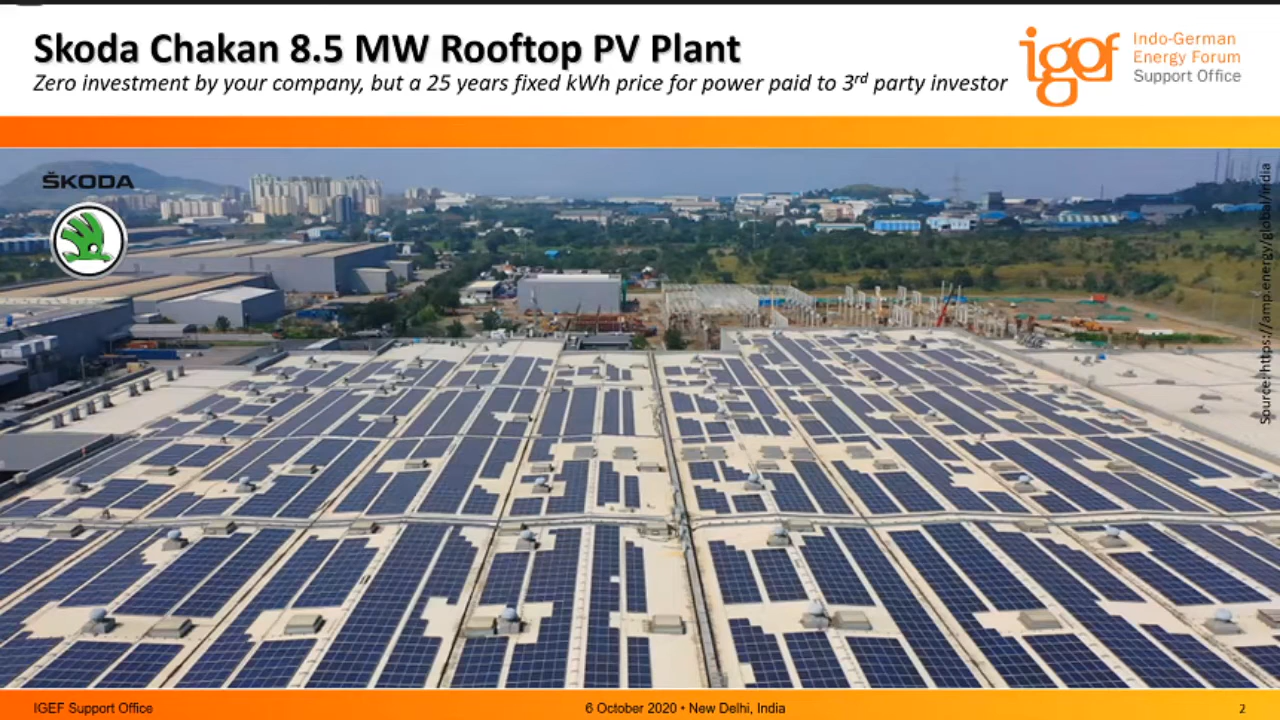 Skoda Chakan 8.5 MW Rooftop PV Plant
Zero investment by your company, but a 25 years fixed kWh price for power paid to 3rd party investor
igef
Indo-German
Energy Forum
Support Office
ŠKODA
Source: https://amp.energy/global/india
IGEF Support Office
6 October 2020 • New Delhi, India
2